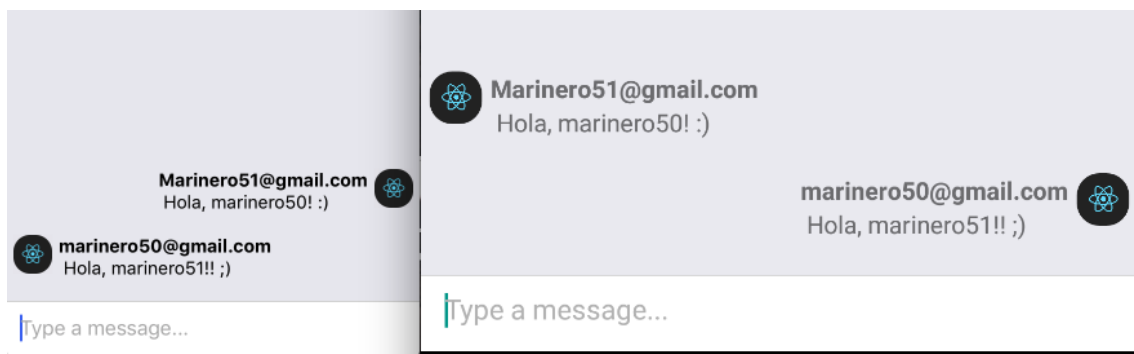 Marinero51@gmail.com
Hola, marinero50! :)
marinero50@gmail.com
Hola, marinero51!! ;)
Type a message...
Marinero51@gmail.com
Hola, marinero50! :)
marinero50@gmail.com
Hola, marinero51!! ;)
Type a message...